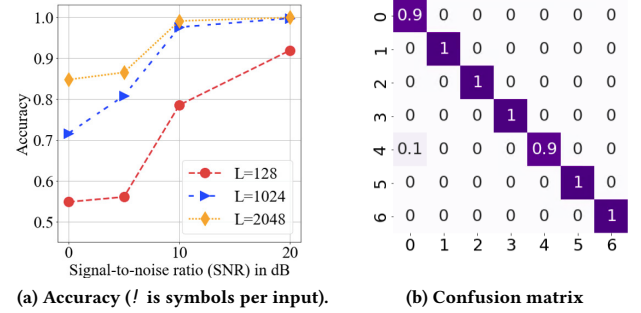 1.0
0.9
0.8
0.7
0.6
0.5
Accuracy
L=128
L=1024
L=2048
0 10 20
Signal-to-noise ratio (SNR) in dB
(a) Accuracy (! is symbols per input).
0 0.9 0 0 0 0 0 0
1 0 1 0 0 0 0 0
2 0 0 1 0 0 0 0
3 0 0 0 1 0 0 0
4 0.1 0 0 0 0.9 0 0
5 0 0 0 0 0 1 0
6 0 0 0 0 0 0 1
0 1 2 3 4 5 6
(b) Confusion matrix